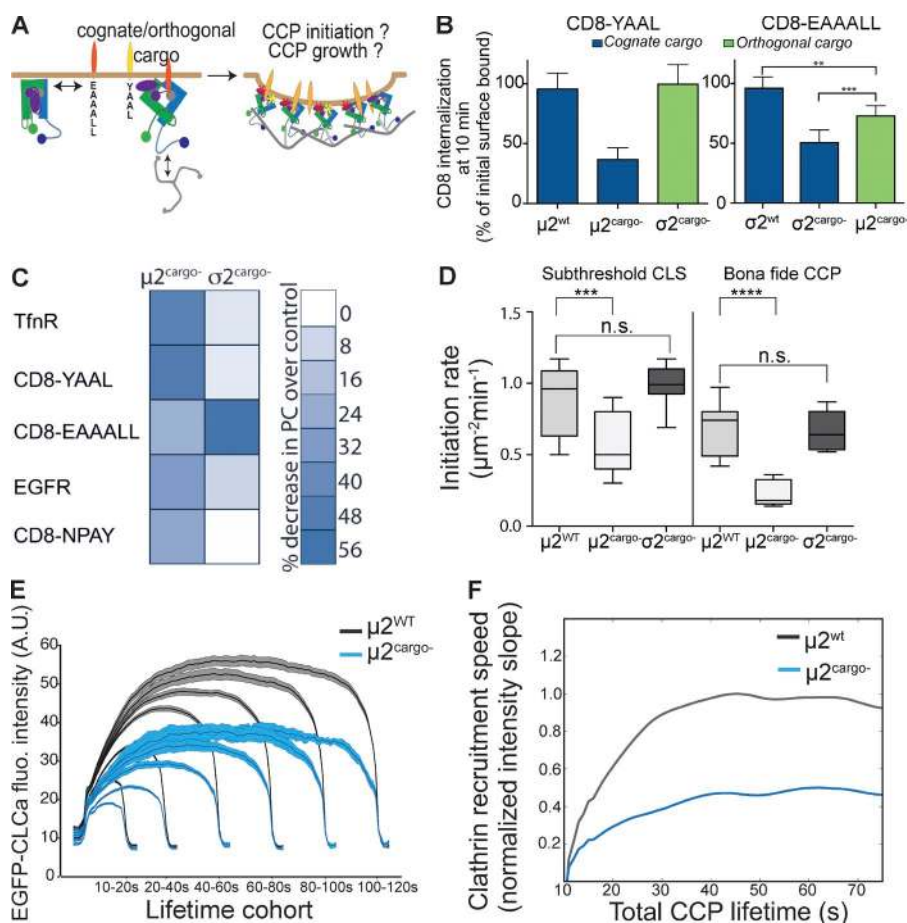 A
cognate/orthogonal
cargo
EAAALL
YAAL
CCP initiation ?
CCP growth ?
B
CD8-YAAL
CD8-EAAALL
Cognate cargo
Orthogonal cargo
CD8 internalization
at 10 min
(% of initial surface bound)
100
50
0
μ2wt
μ2cargo-
σ2cargo-
**
***
100
50
0
σ2wt
σ2cargo-
μ2cargo-
C
μ2cargo-
σ2cargo-
TfnR
CD8-YAAL
CD8-EAAALL
EGFR
CD8-NPAY
% decrease in PC over control
0
8
16
24
32
40
48
56
D
Subthreshold CLS
Bona fide CCP
***
n.s.
****
n.s.
Initiation rate
(μm-2min-1)
1.5
1.0
0.5
0.0
μ2WT
μ2cargo-
σ2cargo-
μ2WT
μ2cargo-
σ2cargo-
E
EGFP-CLCa fluo. intensity (A.U.)
60
50
40
30
20
10
0
μ2WT
μ2cargo-
10-20s
20-40s
40-60s
60-80s
80-100s
100-120s
Lifetime cohort
F
Clathrin recruitment speed
(normalized intensity slope)
1.2
1.0
0.8
0.6
0.4
0.2
μ2wt
μ2cargo-
10
20
30
40
50
60
70
Total CCP lifetime (s)